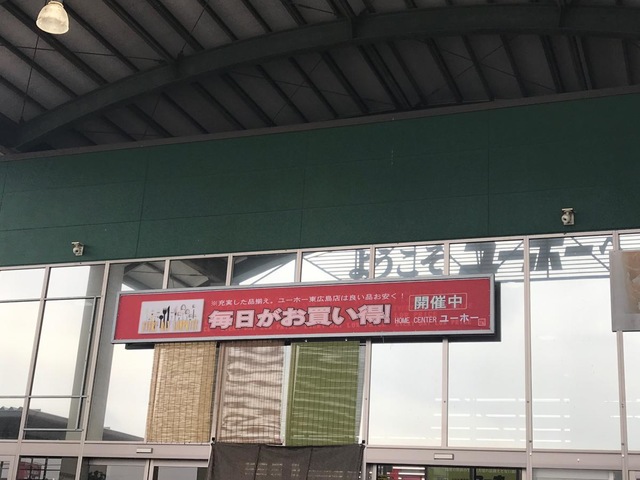 ようこそ ユーホー
※充実した品揃え。ユーホー東広島店は良い品お安く！
毎日がお買い得!
開催中
HOME CENTER ユーホー